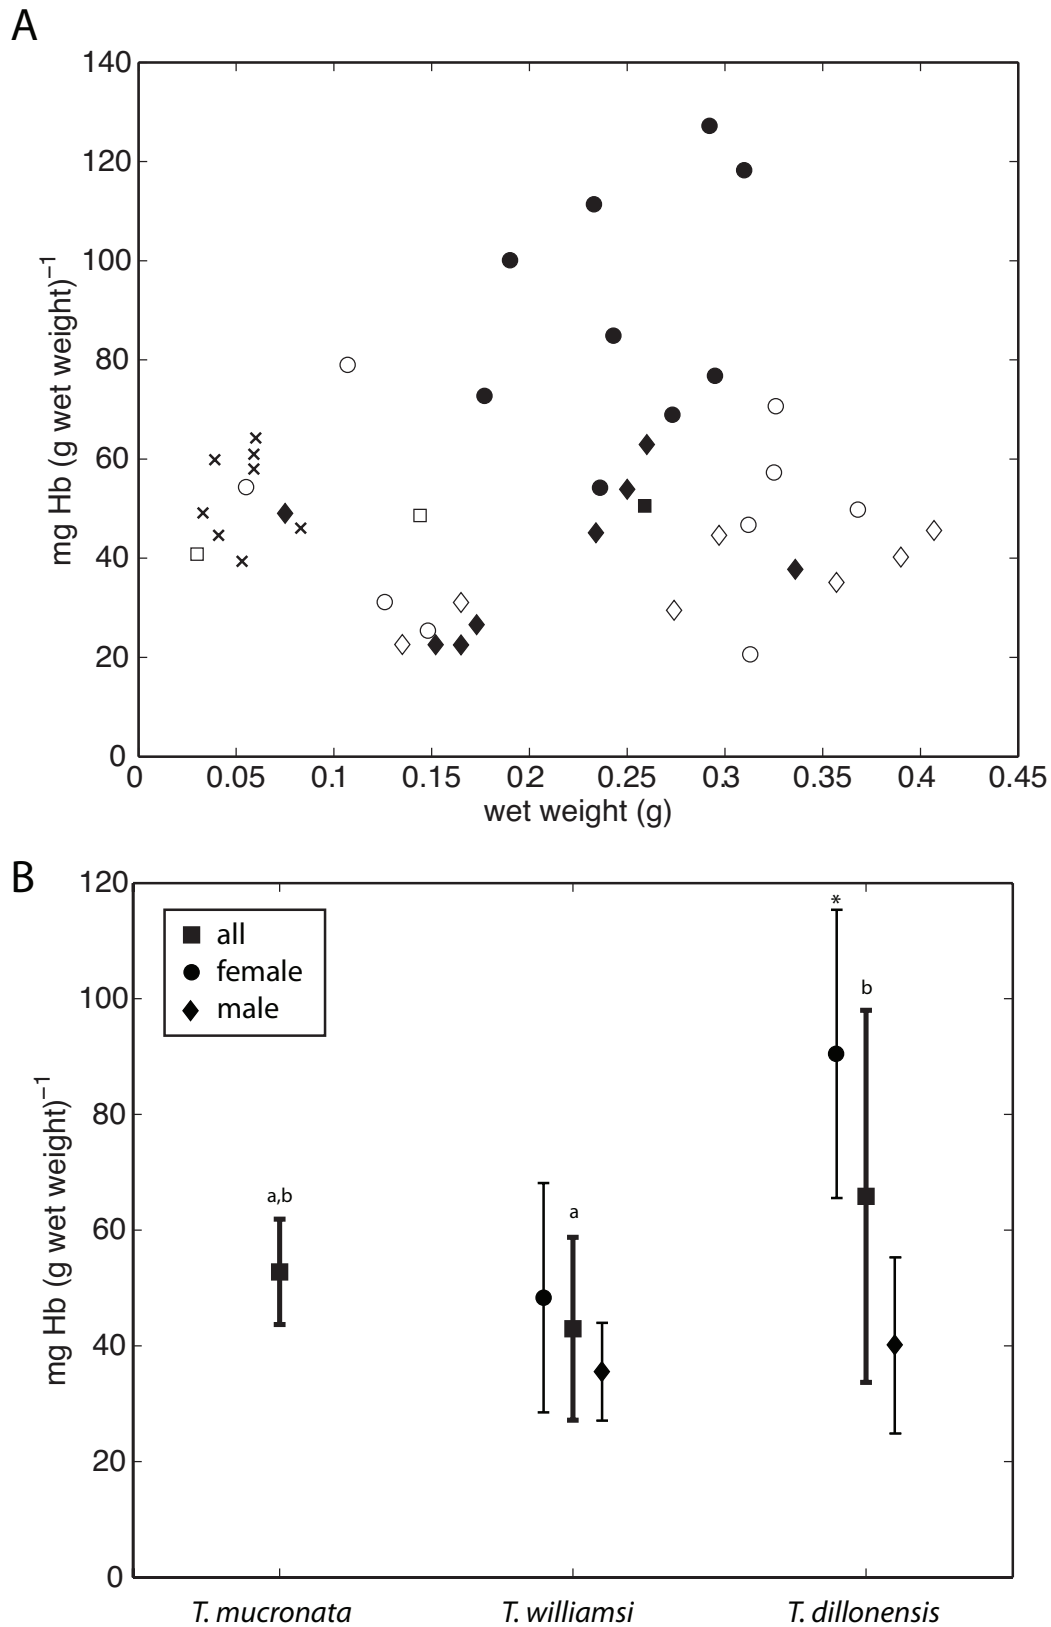 A
140
120
100
80
60
40
20
0
mg Hb (g wet weight)⁻¹
0 0.05 0.1 0.15 0.2 0.25 0.3 0.35 0.4 0.45
wet weight (g)
B
120
100
80
60
40
20
0
mg Hb (g wet weight)⁻¹
all
female
male
a,b
a
*
b
T. mucronata T. williamsi T. dillonensis